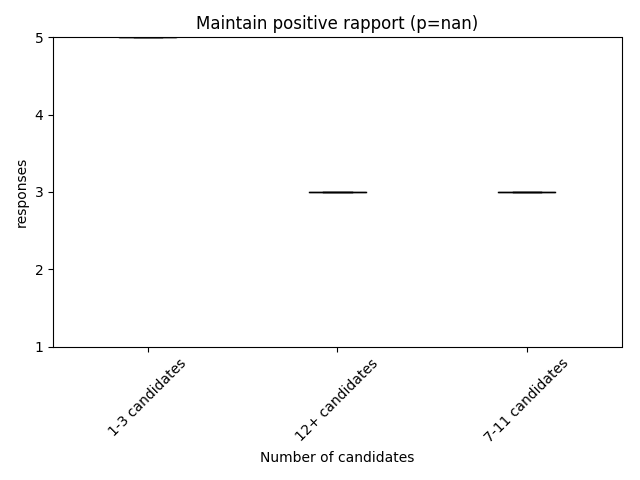 Maintain positive rapport (p=nan)
responses
5
4
3
2
1
1-3 candidates
12+ candidates
7-11 candidates
Number of candidates